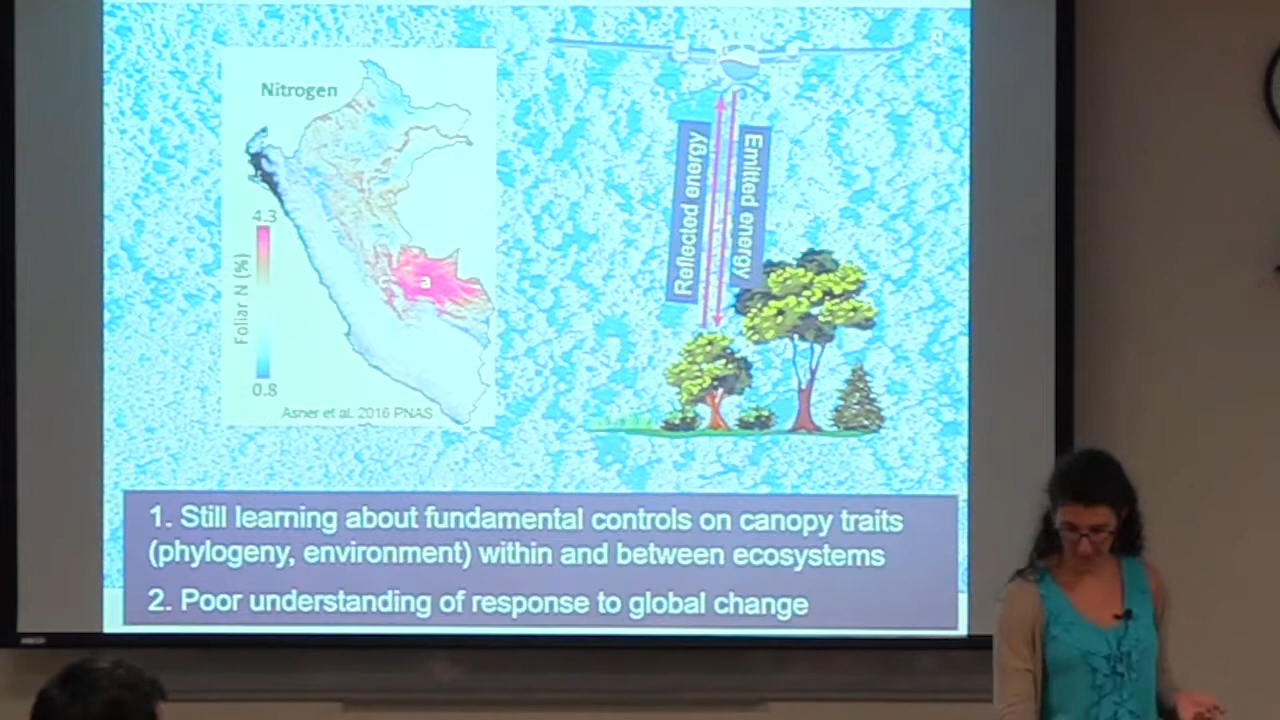 Nitrogen
4.3
Foliar N (%)
0.8
a
Asner et al. 2016 PNAS
Reflected energy
Emitted energy
1. Still learning about fundamental controls on canopy traits
(phylogeny, environment) within and between ecosystems
2. Poor understanding of response to global change